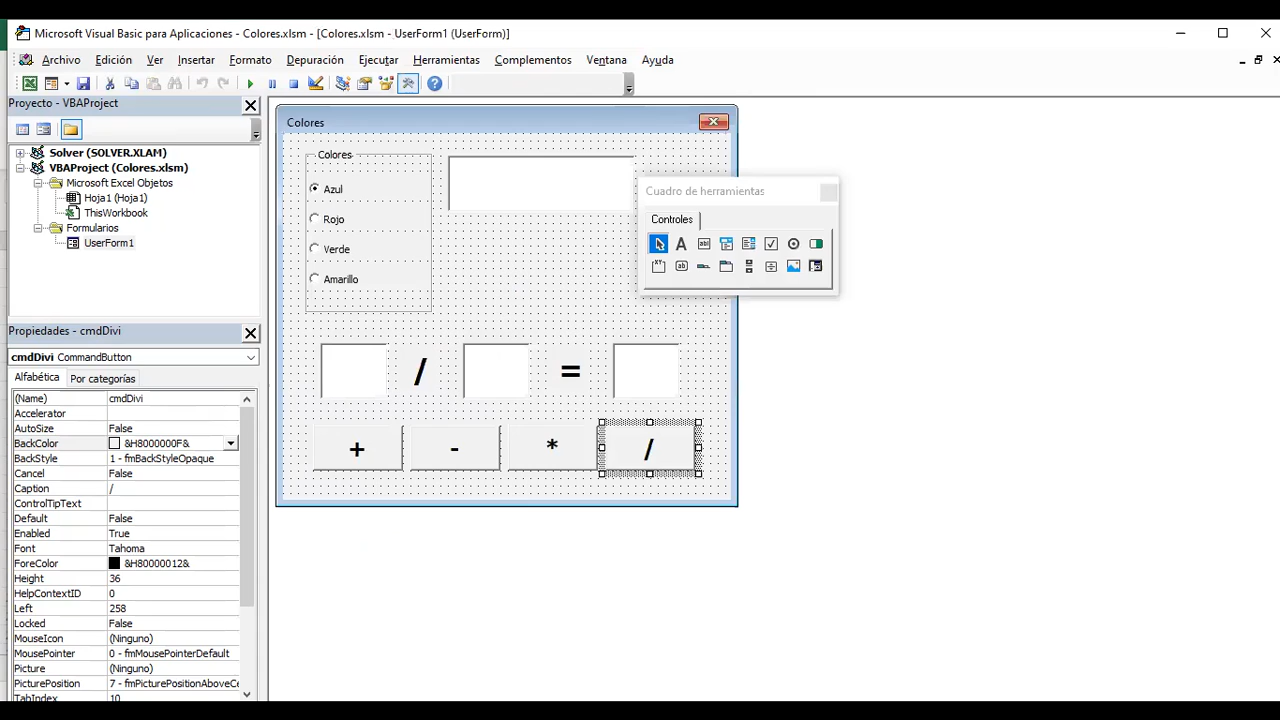 Microsoft Visual Basic para Aplicaciones - Colores.xlsm - [Colores.xlsm - UserForm1 (UserForm)]
Archivo Edición Ver Insertar Formato Depuración Ejecutar Herramientas Complementos Ventana Ayuda
Proyecto - VBAProject
Solver (SOLVER.XLAM)
VBAProject (Colores.xlsm)
Microsoft Excel Objetos
Hoja1 (Hoja1)
ThisWorkbook
Formularios
UserForm1
Propiedades - cmdDivi
cmdDivi CommandButton
Alfabética Por categorías
(Name) cmdDivi
Accelerator
AutoSize False
BackColor &H8000000F&
BackStyle 1 - fmBackStyleOpaque
Cancel False
Caption /
ControlTipText
Default False
Enabled True
Font Tahoma
ForeColor &H80000012&
Height 36
HelpContextID 0
Left 258
Locked False
MouseIcon (Ninguno)
MousePointer 0 - fmMousePointerDefault
Picture (Ninguno)
PicturePosition 7 - fmPicturePositionAboveCe
TabIndex 10
Colores
Colores
Azul
Rojo
Verde
Amarillo
/ =
+ - * /
Cuadro de herramientas
Controles